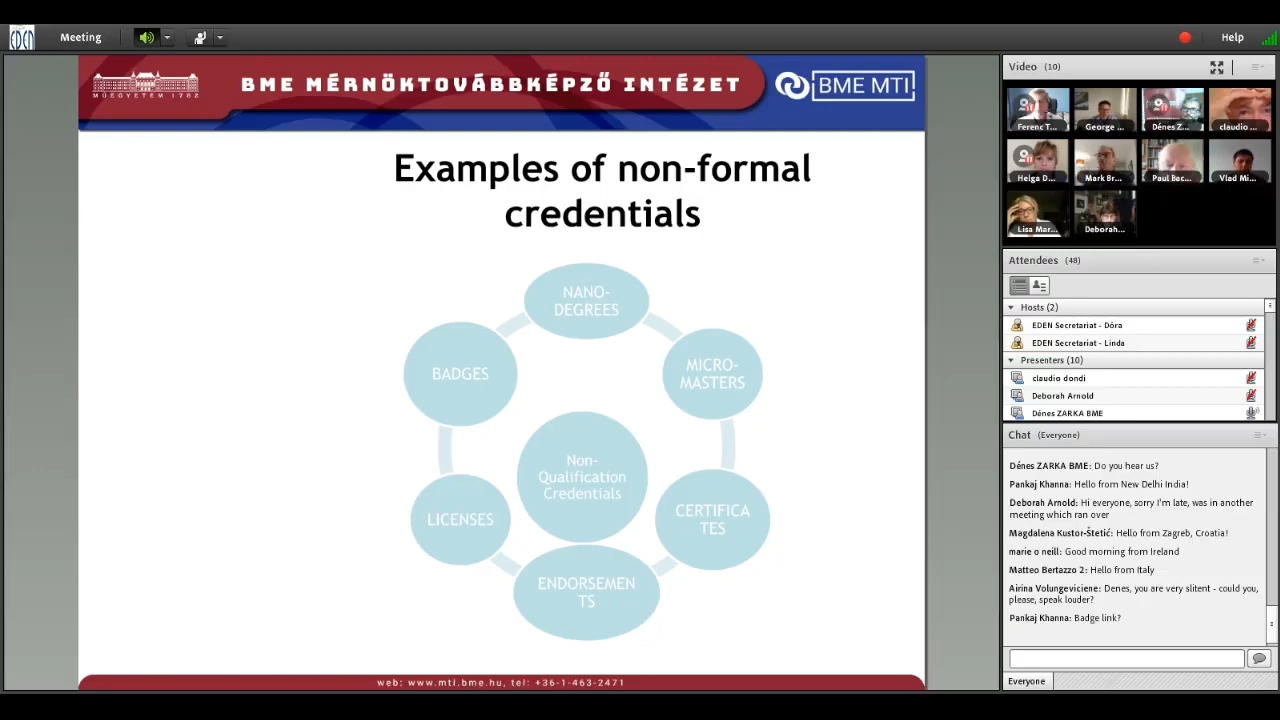 EDEN
Meeting
Help
MŰEGYETEM 1782
BME MÉRNÖKTOVÁBBKÉPZŐ INTÉZET
BME MTI
Examples of non-formal
credentials
NANO-
DEGREES
BADGES
MICRO-
MASTERS
Non-
Qualification
Credentials
LICENSES
CERTIFICA
TES
ENDORSEMEN
TS
web: www.mti.bme.hu, tel: +36-1-463-2471
Video (10)
Ferenc T...
George ...
Dénes Z...
claudio ...
Helga D...
Mark Br...
Paul Bac...
Vlad Mi...
Lisa Mar...
Deborah...
Attendees (48)
Hosts (2)
EDEN Secretariat - Dóra
EDEN Secretariat - Linda
Presenters (10)
claudio dondi
Deborah Arnold
Dénes ZARKA BME
Chat (Everyone)
Dénes ZARKA BME: Do you hear us?
Pankaj Khanna: Hello from New Delhi India!
Deborah Arnold: Hi everyone, sorry I'm late, was in another
meeting which ran over
Magdalena Kustor-Štetić: Hello from Zagreb, Croatia!
marie o neill: Good morning from Ireland
Matteo Bertazzo 2: Hello from Italy
Airina Volungeviciene: Denes, you are very slitent - could you,
please, speak louder?
Pankaj Khanna: Badge link?
Everyone